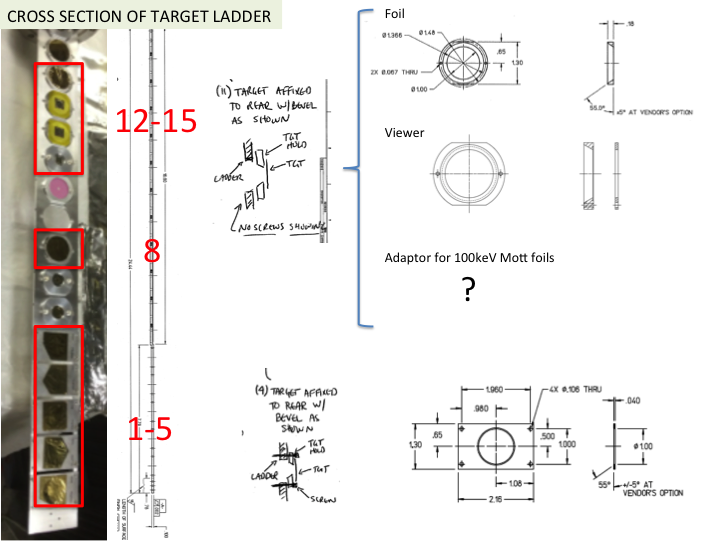 CROSS SECTION OF TARGET LADDER
12-15
8
1-5
(11) TARGET AFFIXED
TO REAR W/BEVEL
AS SHOWN
TGT
HOLD
TGT
LADDER
NO SCREWS SHOWING
(4) TARGET AFFIXED
TO REAR W/
BEVEL AS
SHOWN
TGT
HOLD
LADDER
TGT
SCREW
LENGTH OF SURFACE
Foil
Ø1.48
Ø1.366
.65
1.30
2X Ø.067 THRU
Ø1.00
.18
55.0°
±5° AT VENDOR'S OPTION
Viewer
Adaptor for 100keV Mott foils
?
1.960
.980
4X Ø.106 THRU
.040
.65
1.30
.500
1.000
Ø1.00
1.08
2.16
55°
+/-5° AT
VENDOR'S OPTION